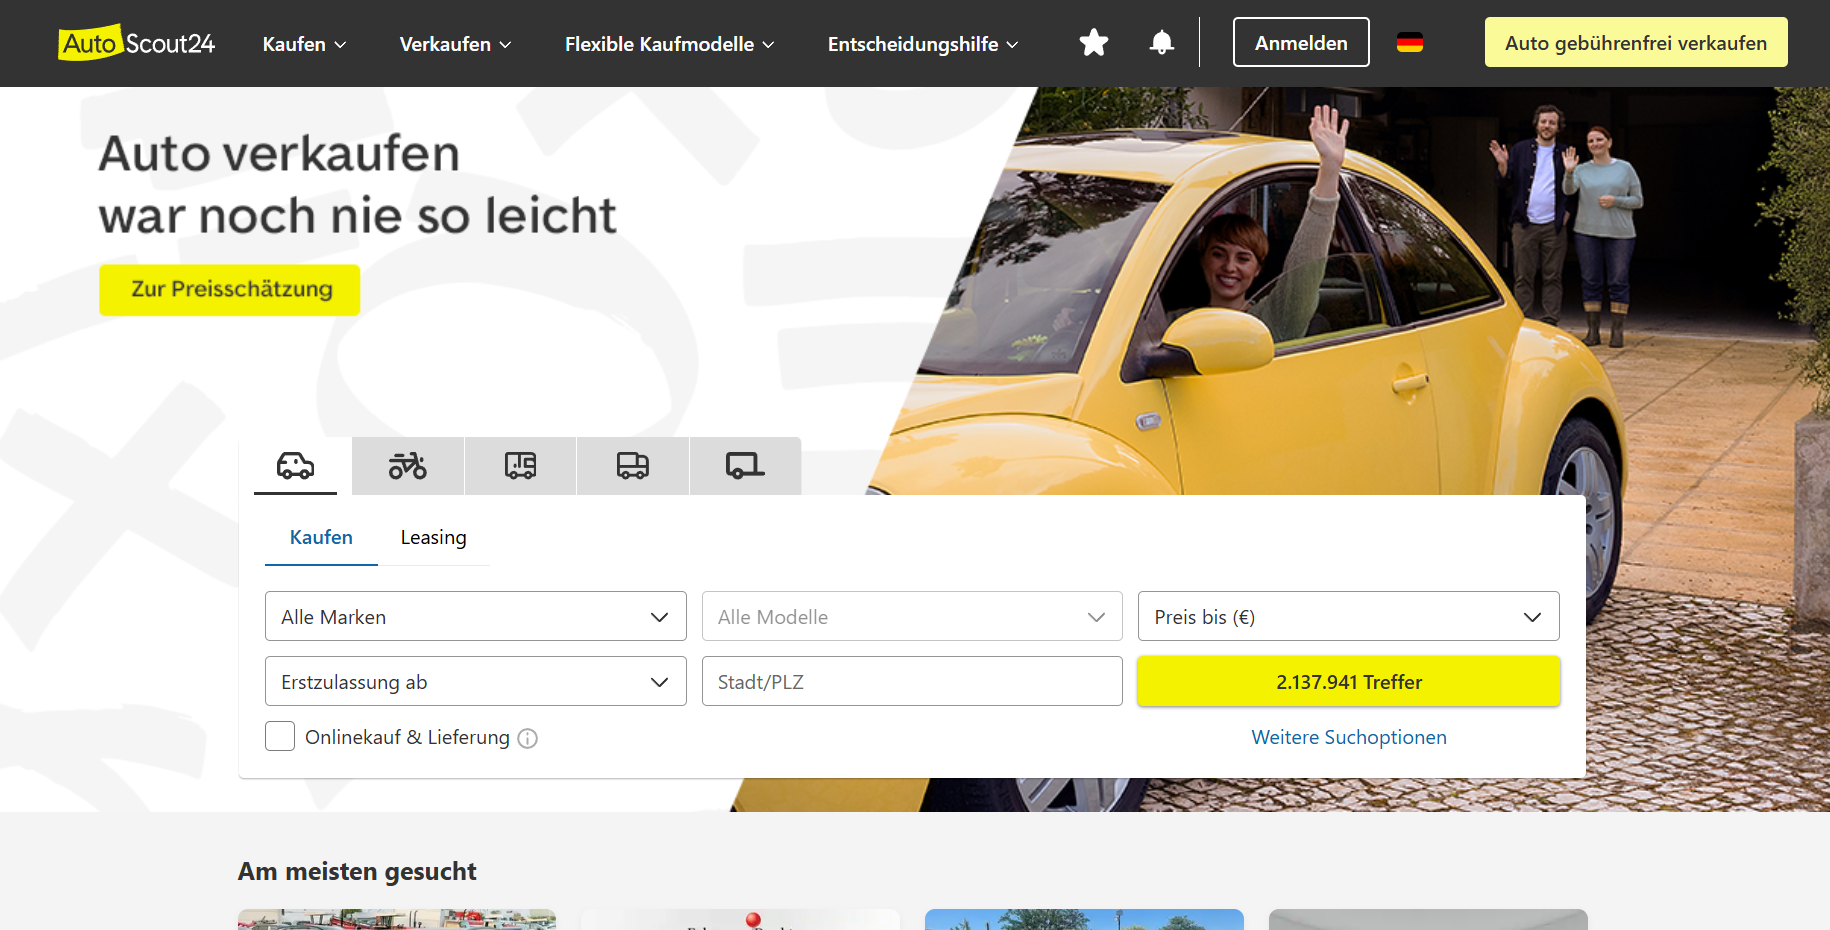 AutoScout24
Kaufen
Verkaufen
Flexible Kaufmodelle
Entscheidungshilfe
Anmelden
Auto gebührenfrei verkaufen
Auto verkaufen
war noch nie so leicht
Zur Preisschätzung
Kaufen
Leasing
Alle Marken
Alle Modelle
Preis bis (€)
Erstzulassung ab
Stadt/PLZ
2.137.941 Treffer
Onlinekauf & Lieferung
Weitere Suchoptionen
Am meisten gesucht